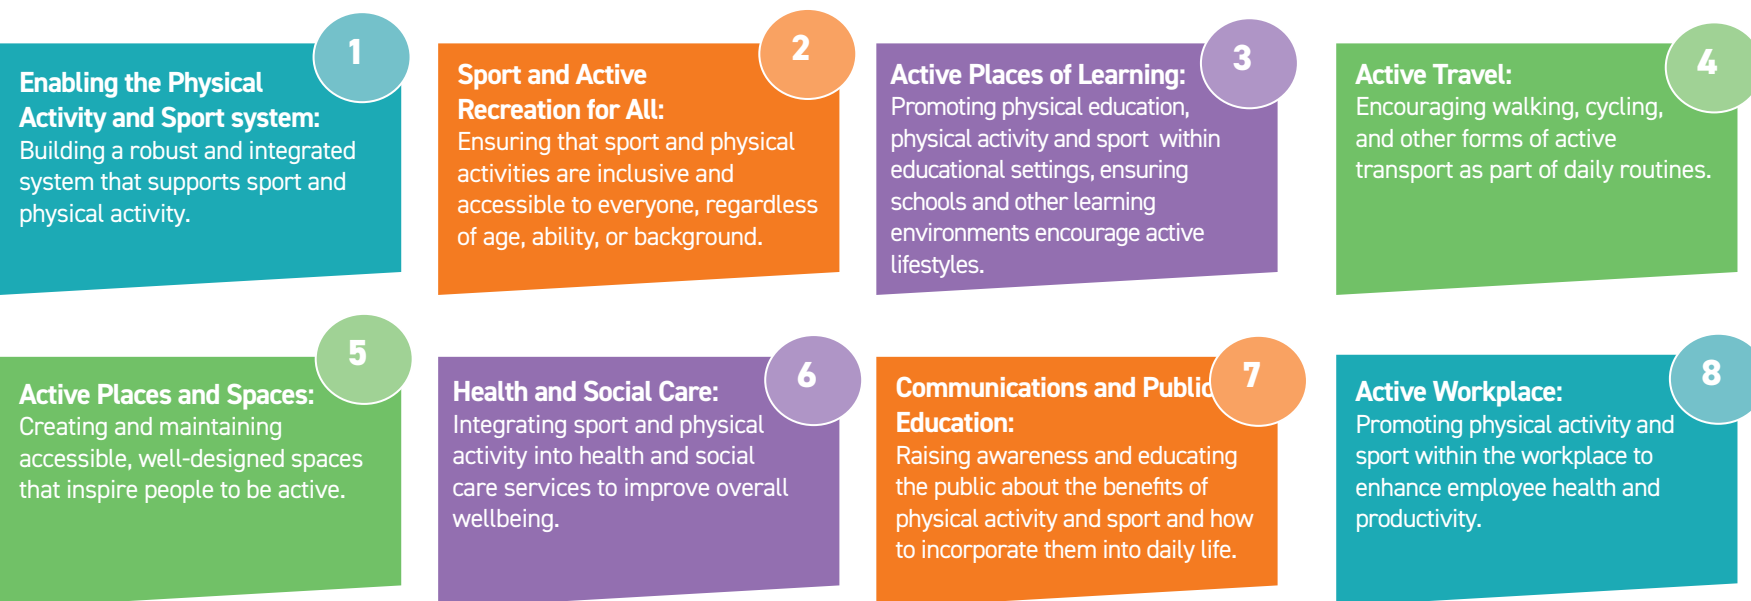 1
Enabling the Physical
Activity and Sport system:
Building a robust and integrated
system that supports sport and
physical activity.
2
Sport and Active
Recreation for All:
Ensuring that sport and physical
activities are inclusive and
accessible to everyone, regardless
of age, ability, or background.
3
Active Places of Learning:
Promoting physical education,
physical activity and sport within
educational settings, ensuring
schools and other learning
environments encourage active
lifestyles.
4
Active Travel:
Encouraging walking, cycling,
and other forms of active
transport as part of daily routines.
5
Active Places and Spaces:
Creating and maintaining
accessible, well-designed spaces
that inspire people to be active.
6
Health and Social Care:
Integrating sport and physical
activity into health and social
care services to improve overall
wellbeing.
7
Communications and Public
Education:
Raising awareness and educating
the public about the benefits of
physical activity and sport and how
to incorporate them into daily life.
8
Active Workplace:
Promoting physical activity and
sport within the workplace to
enhance employee health and
productivity.